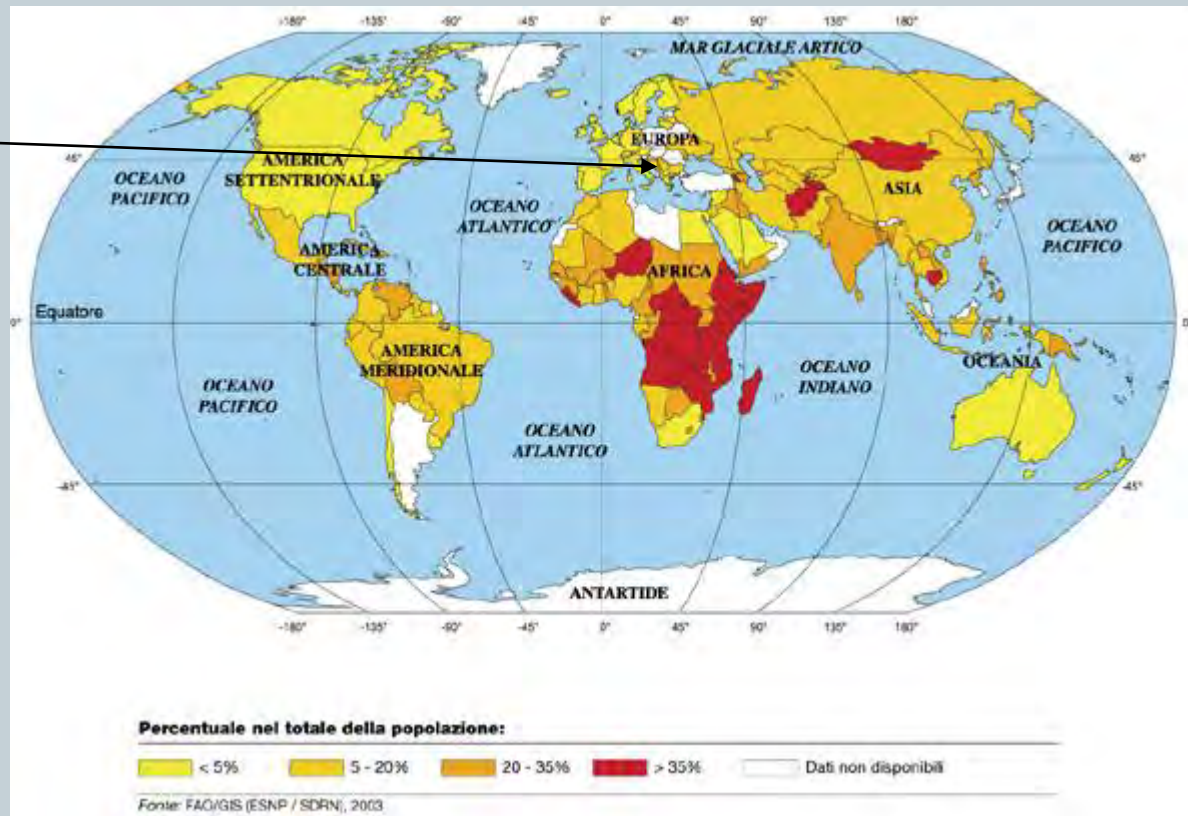 -180° -135° -90° -45° 0° 45° 90° 135° 180°
MAR GLACIALE ARTICO
EUROPA
45° 45°
AMERICA
SETTENTRIONALE
OCEANO
PACIFICO
ASIA
OCEANO
ATLANTICO
OCEANO
PACIFICO
AMERICA
CENTRALE
AFRICA
Equatore
0°
AMERICA
MERIDIONALE
OCEANIA
OCEANO
INDIANO
OCEANO
PACIFICO
OCEANO
ATLANTICO
-45° -45°
ANTARTIDE
-180° -135° -90° -45° 0° 45° 90° 135° 180°
Percentuale nel totale della popolazione:
< 5% 5 - 20% 20 - 35% > 35% Dati non disponibili
Fonte: FAO/GIS (ESNP / SDRN), 2003